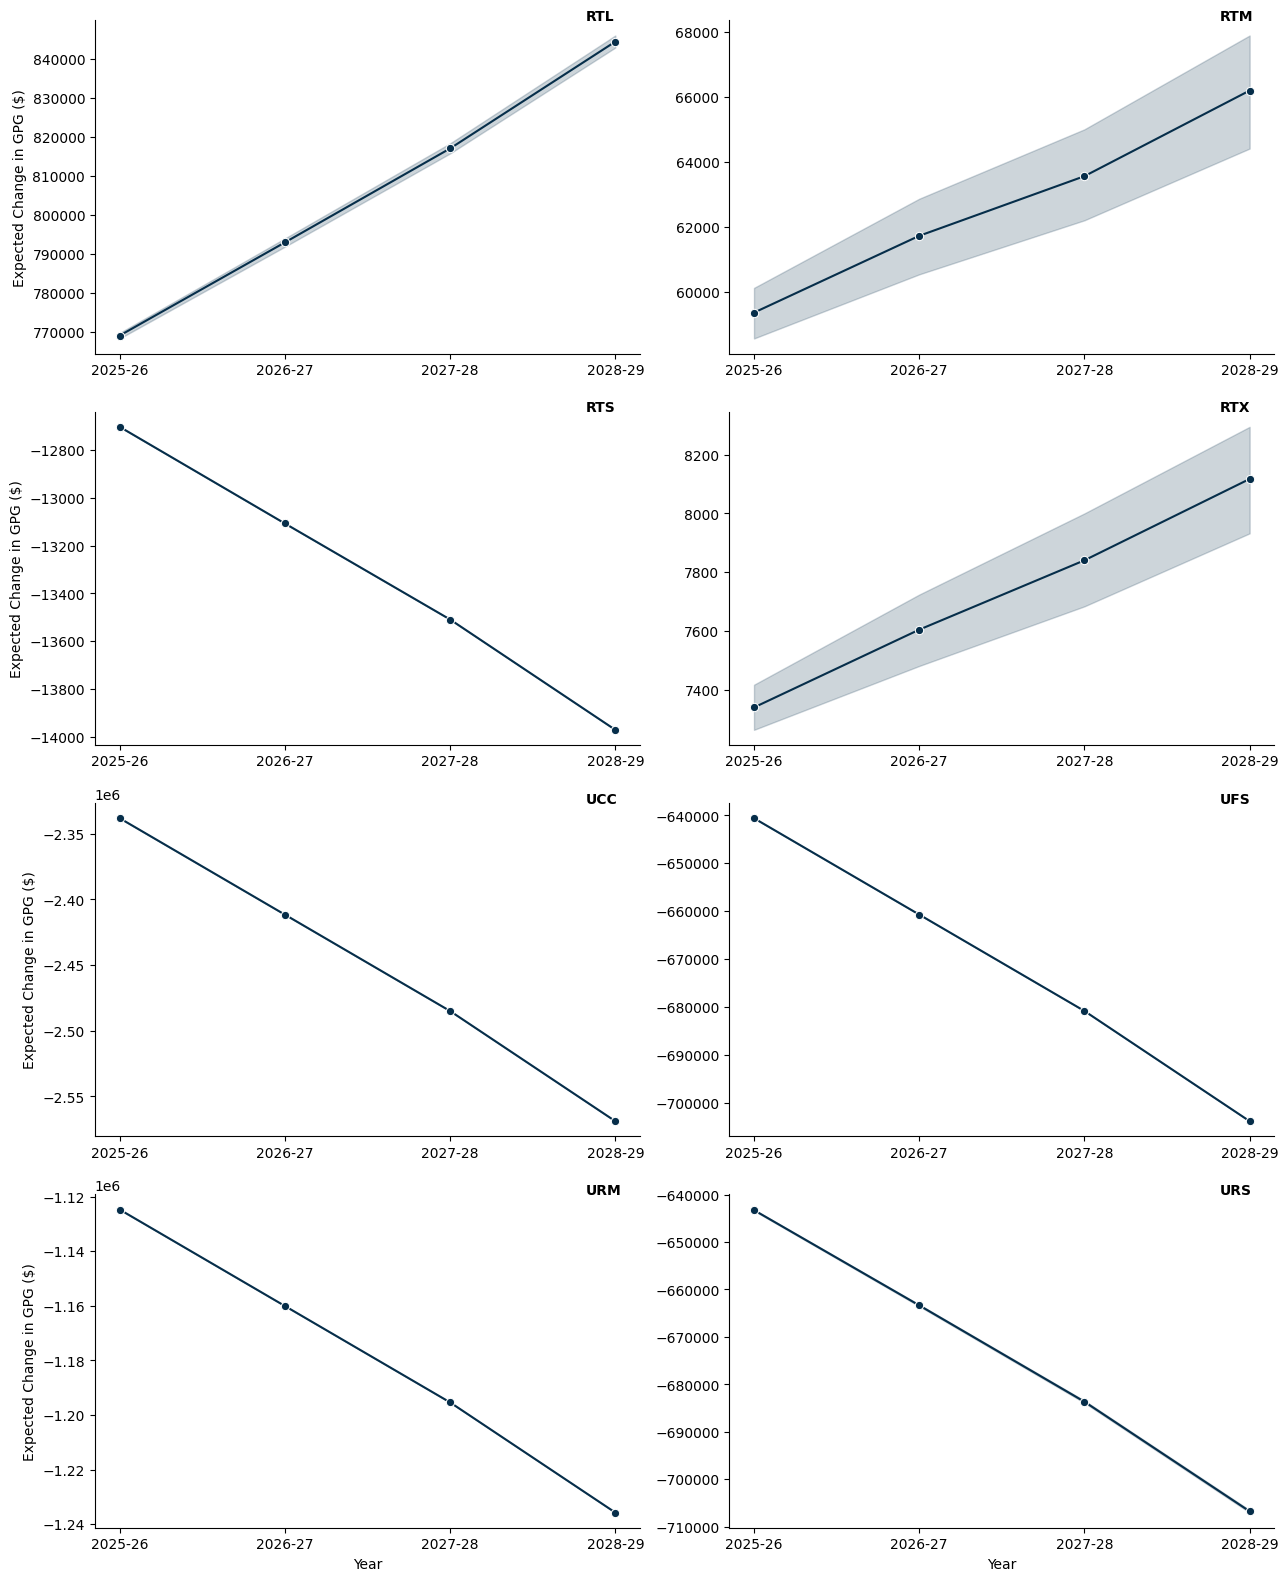 RTL
Expected Change in GPG ($)
840000
830000
820000
810000
800000
790000
780000
770000
2025-26 2026-27 2027-28 2028-29
RTM
68000
66000
64000
62000
60000
2025-26 2026-27 2027-28 2028-29
RTS
Expected Change in GPG ($)
−12800
−13000
−13200
−13400
−13600
−13800
−14000
2025-26 2026-27 2027-28 2028-29
RTX
8200
8000
7800
7600
7400
2025-26 2026-27 2027-28 2028-29
1e6
UCC
Expected Change in GPG ($)
−2.35
−2.40
−2.45
−2.50
−2.55
2025-26 2026-27 2027-28 2028-29
UFS
−640000
−650000
−660000
−670000
−680000
−690000
−700000
2025-26 2026-27 2027-28 2028-29
1e6
URM
Expected Change in GPG ($)
−1.12
−1.14
−1.16
−1.18
−1.20
−1.22
−1.24
2025-26 2026-27 2027-28 2028-29
Year
URS
−640000
−650000
−660000
−670000
−680000
−690000
−700000
−710000
2025-26 2026-27 2027-28 2028-29
Year